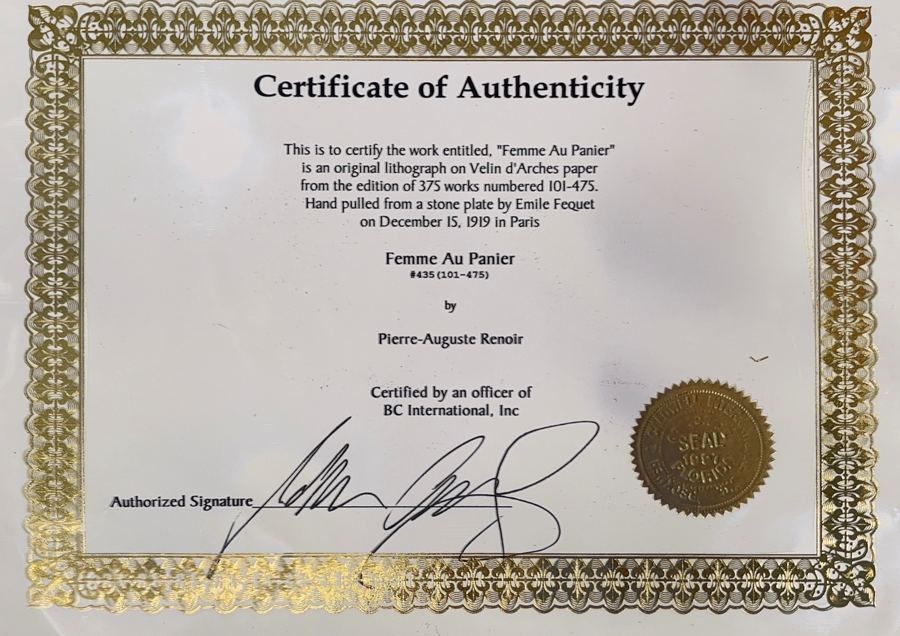 Certificate of Authenticity
This is to certify the work entitled, "Femme Au Panier"
is an original lithograph on Velin d'Arches paper
from the edition of 375 works numbered 101-475.
Hand pulled from a stone plate by Emile Fequet
on December 15, 1919 in Paris
Femme Au Panier
#435 (101-475)
by
Pierre-Auguste Renoir
Certified by an officer of
BC International, Inc
Authorized Signature
SEAL